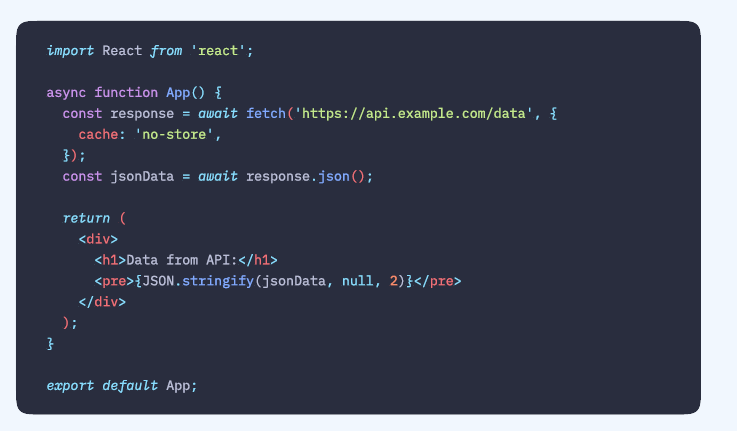 import React from 'react';

async function App() {
  const response = await fetch('https://api.example.com/data', {
    cache: 'no-store',
  });
  const jsonData = await response.json();

  return (
    <div>
      <h1>Data from API:</h1>
      <pre>{JSON.stringify(jsonData, null, 2)}</pre>
    </div>
  );
}

export default App;